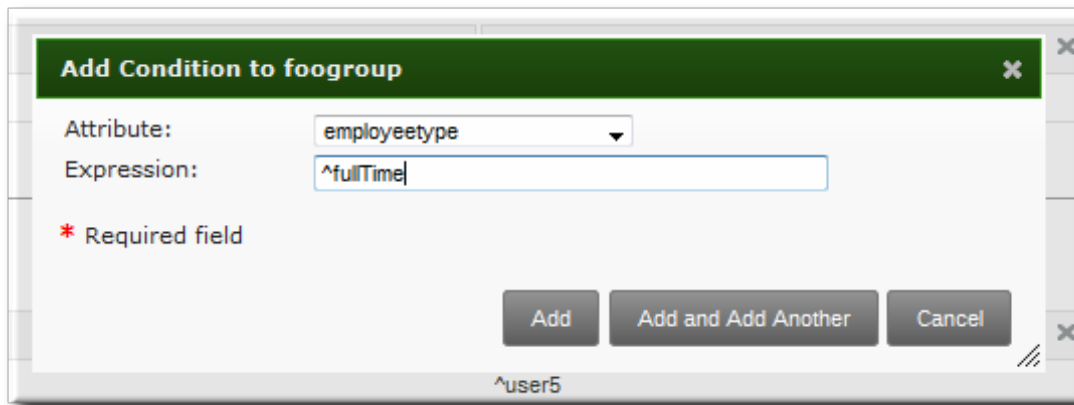 Add Condition to foogroup
Attribute: employeetype
Expression: ^fullTime
* Required field
Add Add and Add Another Cancel
^user5